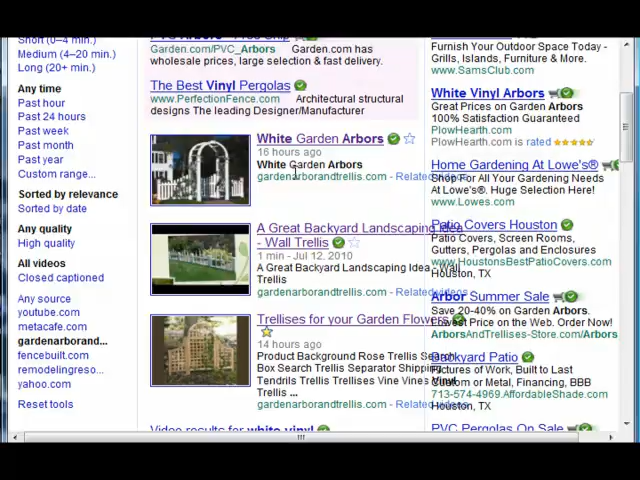 Short (0–4 min.)
Medium (4–20 min.)
Long (20+ min.)
Any time
Past hour
Past 24 hours
Past week
Past month
Past year
Custom range...
Sorted by relevance
Sorted by date
Any quality
High quality
All videos
Closed captioned
Any source
youtube.com
metacafe.com
gardenarborand...
fencebuilt.com
remodelingreso...
yahoo.com
Reset tools
PVC Arbors - Free Ship
Garden.com/PVC_Arbors Garden.com has
wholesale prices, large selection & fast delivery.
The Best Vinyl Pergolas
www.PerfectionFence.com Architectural structural
designs The leading Designer/Manufacturer
White Garden Arbors
16 hours ago
White Garden Arbors
gardenarborandtrellis.com - Related videos
A Great Backyard Landscaping Idea
- Wall Trellis
1 min - Jul 12, 2010
A Great Backyard Landscaping Idea - Wall
Trellis
gardenarborandtrellis.com - Related videos
Trellises for your Garden Flowers
14 hours ago
Product Background Rose Trellis Search
Box Search Trellis Separator Shipping
Tendrils Trellis Trellises Vine Vines Vinyl
Trellis ...
gardenarborandtrellis.com - Related videos
Video results for white vinyl
Furnish Your Outdoor Space Today -
Grills, Islands, Furniture & More.
www.SamsClub.com
White Vinyl Arbors
Great Prices on Garden Arbors
100% Satisfaction Guaranteed
PlowHearth.com
PlowHearth.com is rated
Home Gardening At Lowe's®
Shop For All Your Gardening Needs
At Lowe's®. Huge Selection Here!
www.Lowes.com
Patio Covers Houston
Patio Covers, Screen Rooms,
Gutters, Pergolas and Enclosures
www.HoustonsBestPatioCovers.com
Houston, TX
Arbor Summer Sale
Save 20-40% on Garden Arbors.
Lowest Price on the Web. Order Now!
ArborsAndTrellises-Store.com/Arbors
Backyard Patio
Pictures of Work, Built to Last
Custom or Metal, Financing, BBB
713-574-4969.AffordableShade.com
Houston, TX
PVC Pergolas On Sale